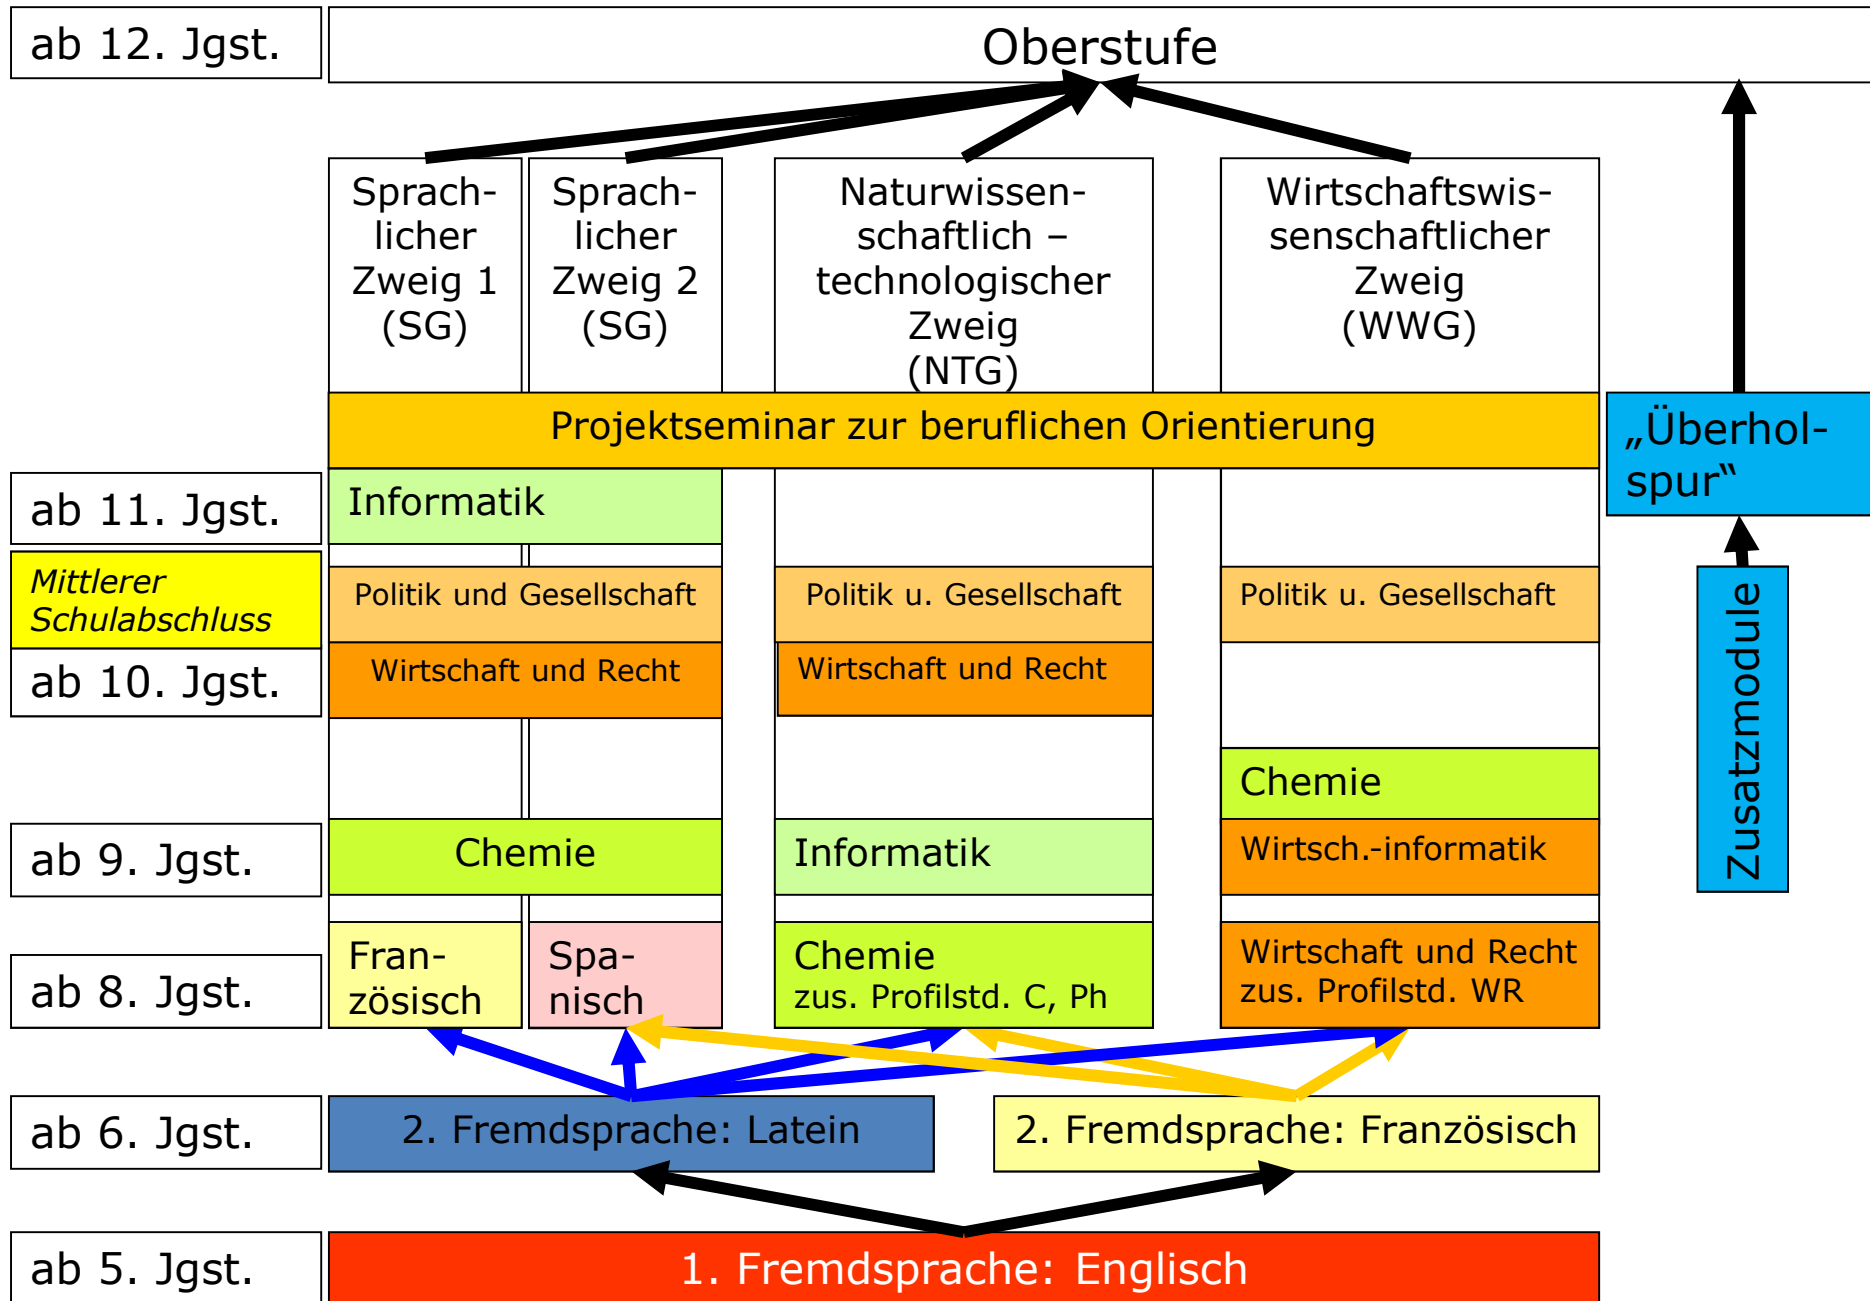 ab 12. Jgst.
Oberstufe
Sprach-
licher
Zweig 1
(SG)
Sprach-
licher
Zweig 2
(SG)
Naturwissen-
schaftlich –
technologischer
Zweig
(NTG)
Wirtschaftswis-
senschaftlicher
Zweig
(WWG)
Projektseminar zur beruflichen Orientierung
„Überhol-
spur“
ab 11. Jgst.
Informatik
Mittlerer
Schulabschluss
Politik und Gesellschaft
Politik u. Gesellschaft
Politik u. Gesellschaft
ab 10. Jgst.
Wirtschaft und Recht
Wirtschaft und Recht
Zusatzmodule
Chemie
ab 9. Jgst.
Chemie
Informatik
Wirtsch.-informatik
ab 8. Jgst.
Fran-
zösisch
Spa-
nisch
Chemie
zus. Profilstd. C, Ph
Wirtschaft und Recht
zus. Profilstd. WR
ab 6. Jgst.
2. Fremdsprache: Latein
2. Fremdsprache: Französisch
ab 5. Jgst.
1. Fremdsprache: Englisch